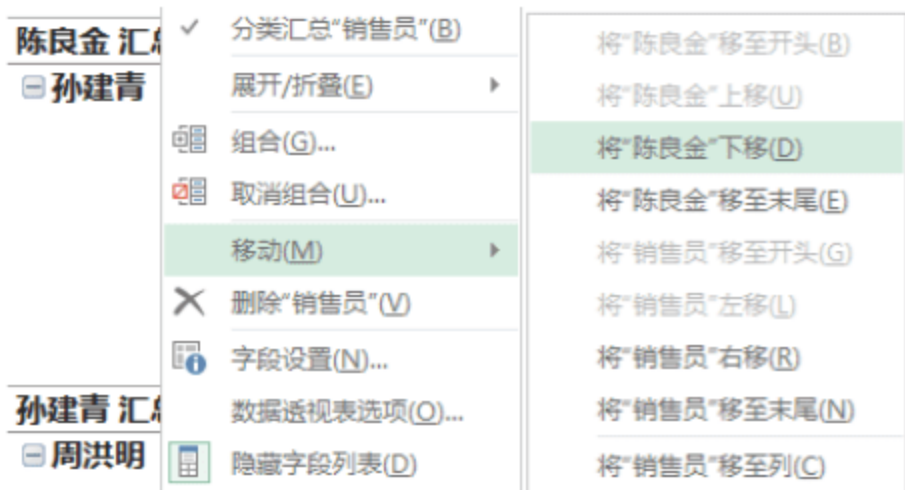 陈良金 汇
孙建青
孙建青 汇
周洪明
分类汇总“销售员”(B)
展开/折叠(E)
组合(G)...
取消组合(U)...
移动(M)
删除“销售员”(V)
字段设置(N)...
数据透视表选项(O)...
隐藏字段列表(D)
将“陈良金”移至开头(B)
将“陈良金”上移(U)
将“陈良金”下移(D)
将“陈良金”移至末尾(E)
将“销售员”移至开头(G)
将“销售员”左移(L)
将“销售员”右移(R)
将“销售员”移至末尾(N)
将“销售员”移至列(C)